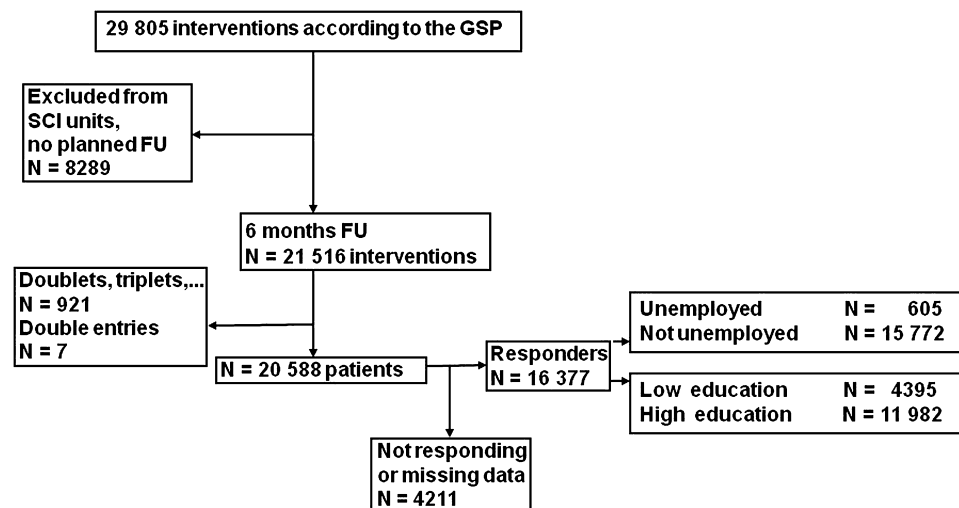 29 805 interventions according to the GSP
Excluded from
SCI units,
no planned FU
N = 8289
6 months FU
N = 21 516 interventions
Doublets, triplets,...
N = 921
Double entries
N = 7
N = 20 588 patients
Responders
N = 16 377
Unemployed N = 605
Not unemployed N = 15 772
Low education N = 4395
High education N = 11 982
Not responding
or missing data
N = 4211